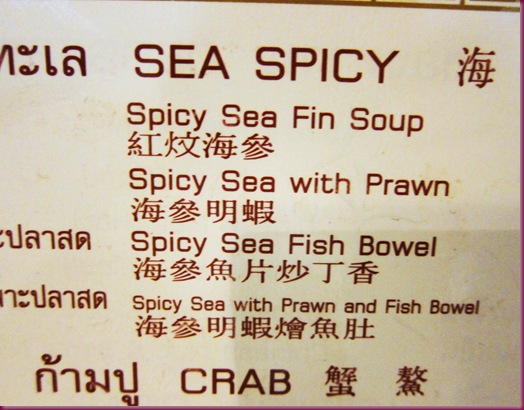 ทะเล SEA SPICY 海
Spicy Sea Fin Soup
紅炆海參
Spicy Sea with Prawn
海參明蝦
ะปลาสด Spicy Sea Fish Bowel
海參魚片炒丁香
พาะปลาสด Spicy Sea with Prawn and Fish Bowel
海參明蝦燴魚肚
ก้ามปู CRAB 蟹 鰲